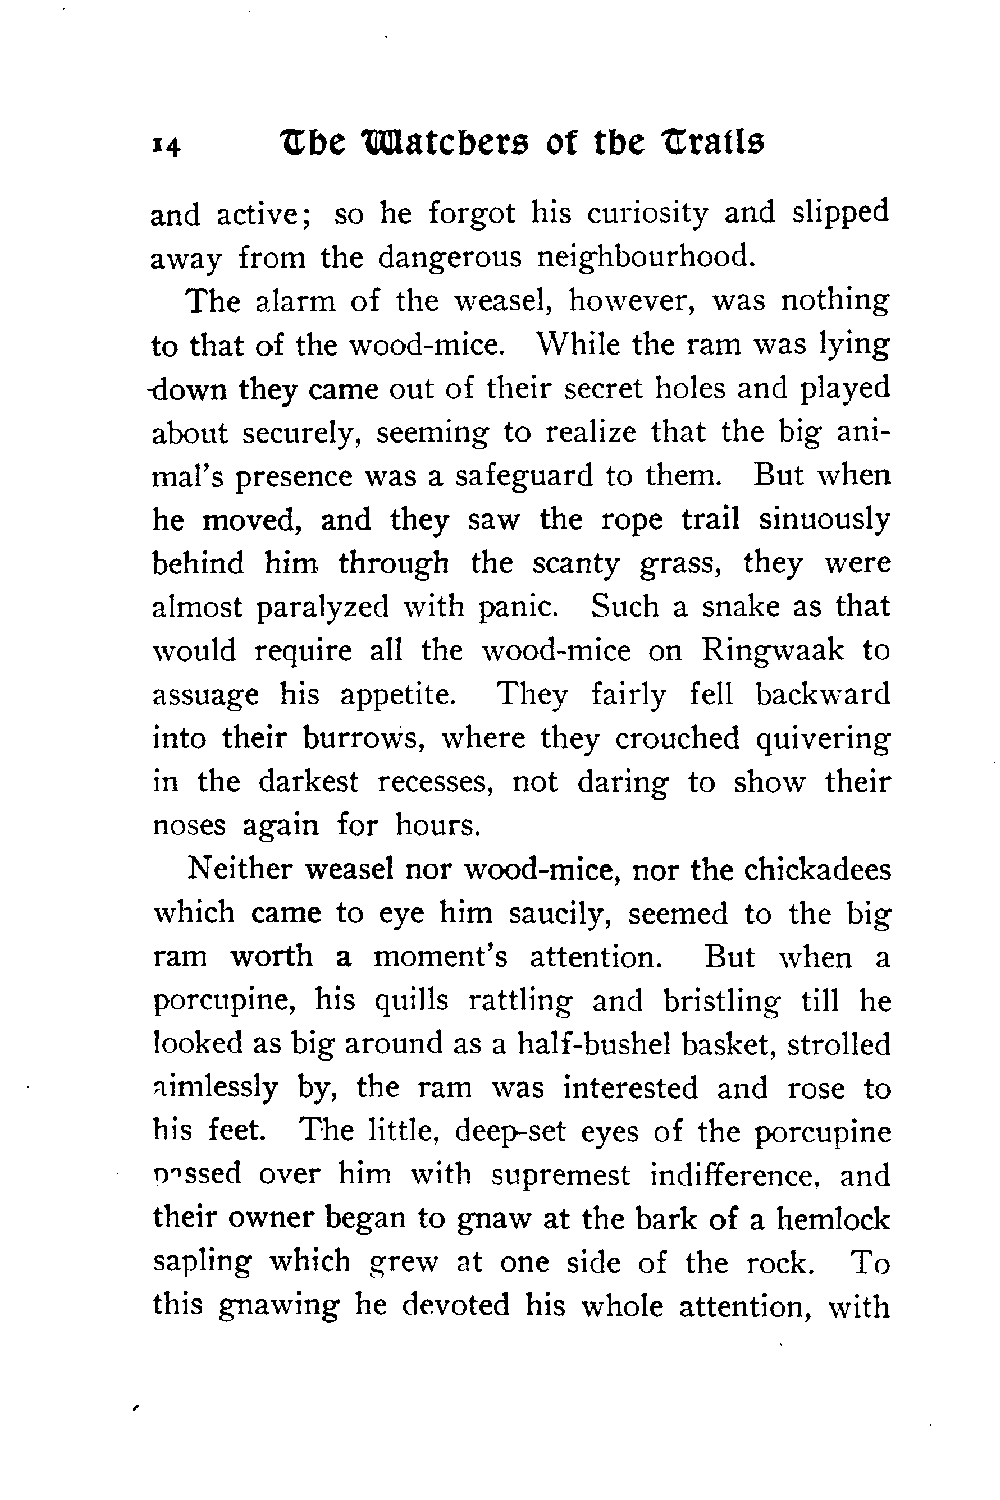 14 The Watchers of the Trails
and active; so he forgot his curiosity and slipped
away from the dangerous neighbourhood.
The alarm of the weasel, however, was nothing
to that of the wood-mice. While the ram was lying
down they came out of their secret holes and played
about securely, seeming to realize that the big ani-
mal's presence was a safeguard to them. But when
he moved, and they saw the rope trail sinuously
behind him through the scanty grass, they were
almost paralyzed with panic. Such a snake as that
would require all the wood-mice on Ringwaak to
assuage his appetite. They fairly fell backward
into their burrows, where they crouched quivering
in the darkest recesses, not daring to show their
noses again for hours.
Neither weasel nor wood-mice, nor the chickadees
which came to eye him saucily, seemed to the big
ram worth a moment's attention. But when a
porcupine, his quills rattling and bristling till he
looked as big around as a half-bushel basket, strolled
aimlessly by, the ram was interested and rose to
his feet. The little, deep-set eyes of the porcupine
passed over him with supremest indifference, and
their owner began to gnaw at the bark of a hemlock
sapling which grew at one side of the rock. To
this gnawing he devoted his whole attention, with